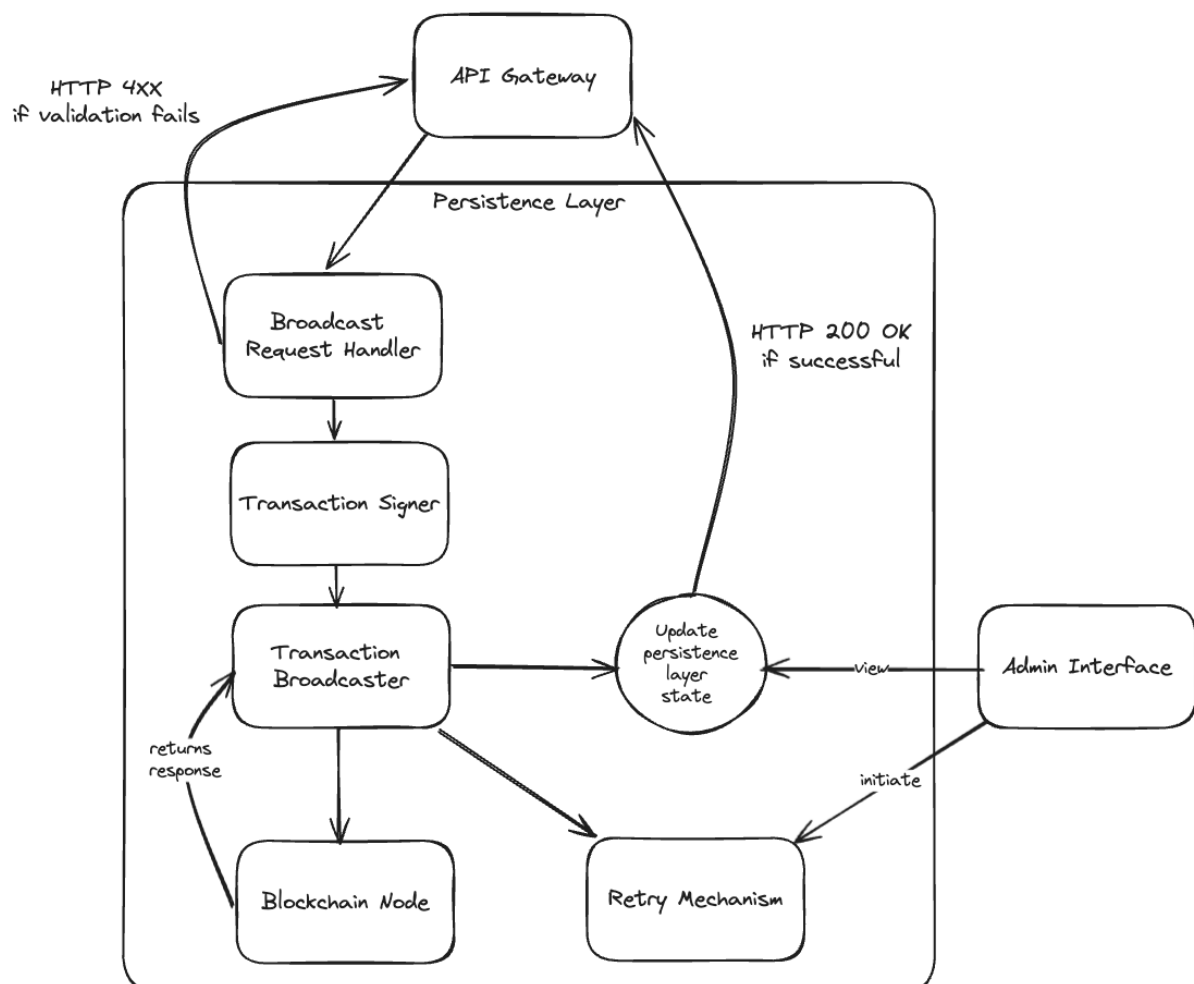 API Gateway
HTTP 4XX
if validation fails
Persistence Layer
Broadcast
Request Handler
HTTP 200 OK
if successful
Transaction Signer
Transaction
Broadcaster
Update
persistence
layer
state
view
Admin Interface
returns
response
initiate
Blockchain Node
Retry Mechanism